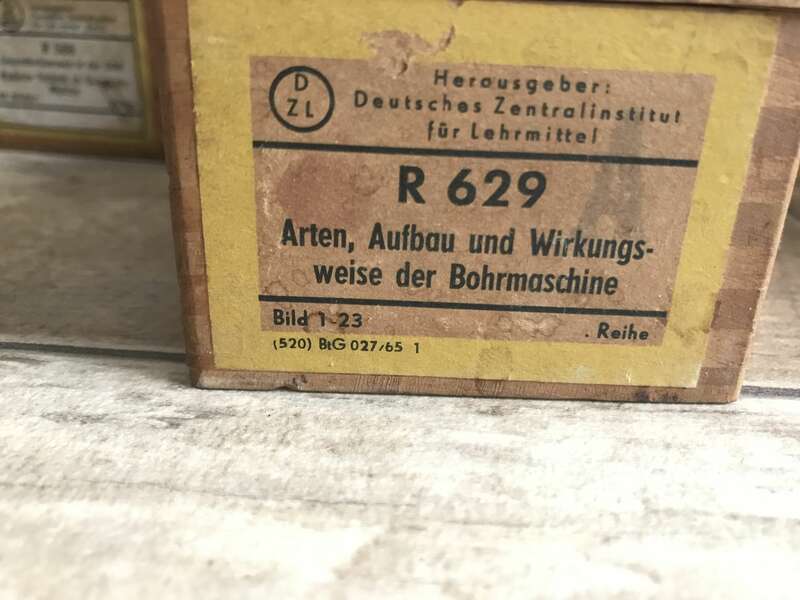 D
ZL
Herausgeber:
Deutsches Zentralinstitut
für Lehrmittel
R 629
Arten, Aufbau und Wirkungs-
weise der Bohrmaschine
Bild 1-23
. Reihe
(520) BtG 027/65 1